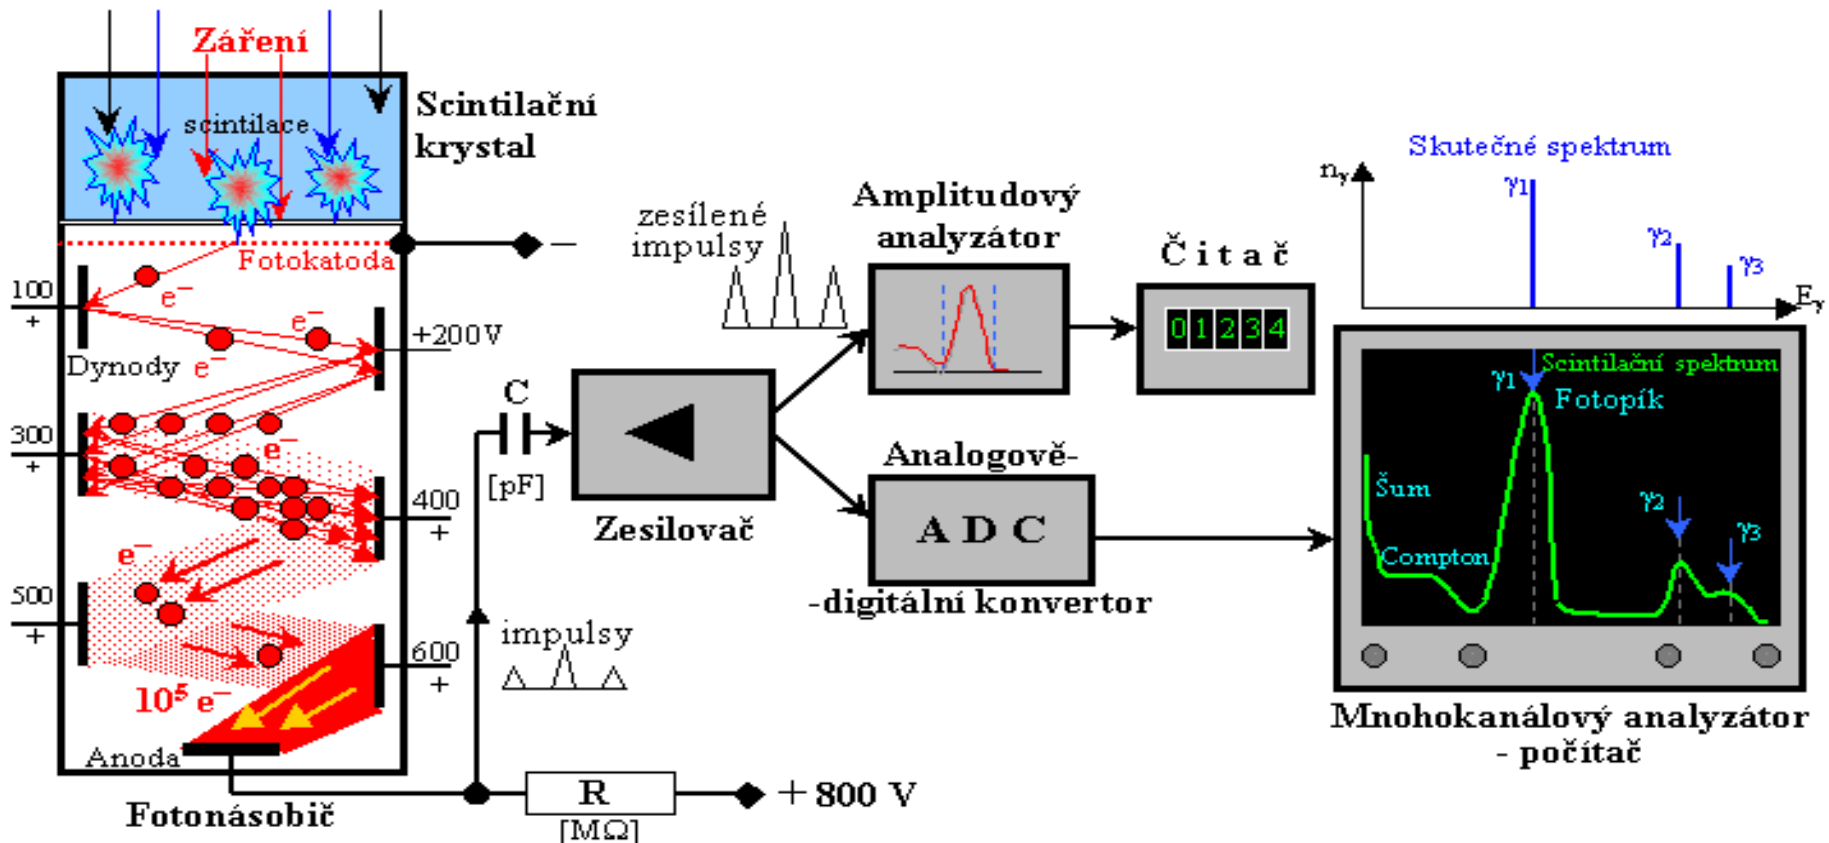 Záření
Scintilační
krystal
scintilace
Fotokatoda
−
100
+
e⁻
e⁻
+200V
Dynody
e⁻
300
+
e⁻
400
+
e⁻
500
+
600
+
10⁵ e⁻
Anoda
Fotonásobič
impulsy
R
[MΩ]
+ 800 V
C
[pF]
zesílené
impulsy
Zesilovač
Amplitudový
analyzátor
Čitač
01234
Analogově-
A D C
-digitální konvertor
Skutečné spektrum
nγ
γ1
γ2
γ3
Eγ
Scintilační spektrum
γ1
Fotopík
Šum
γ2
γ3
Compton
Mnohokanálový analyzátor
- počítač